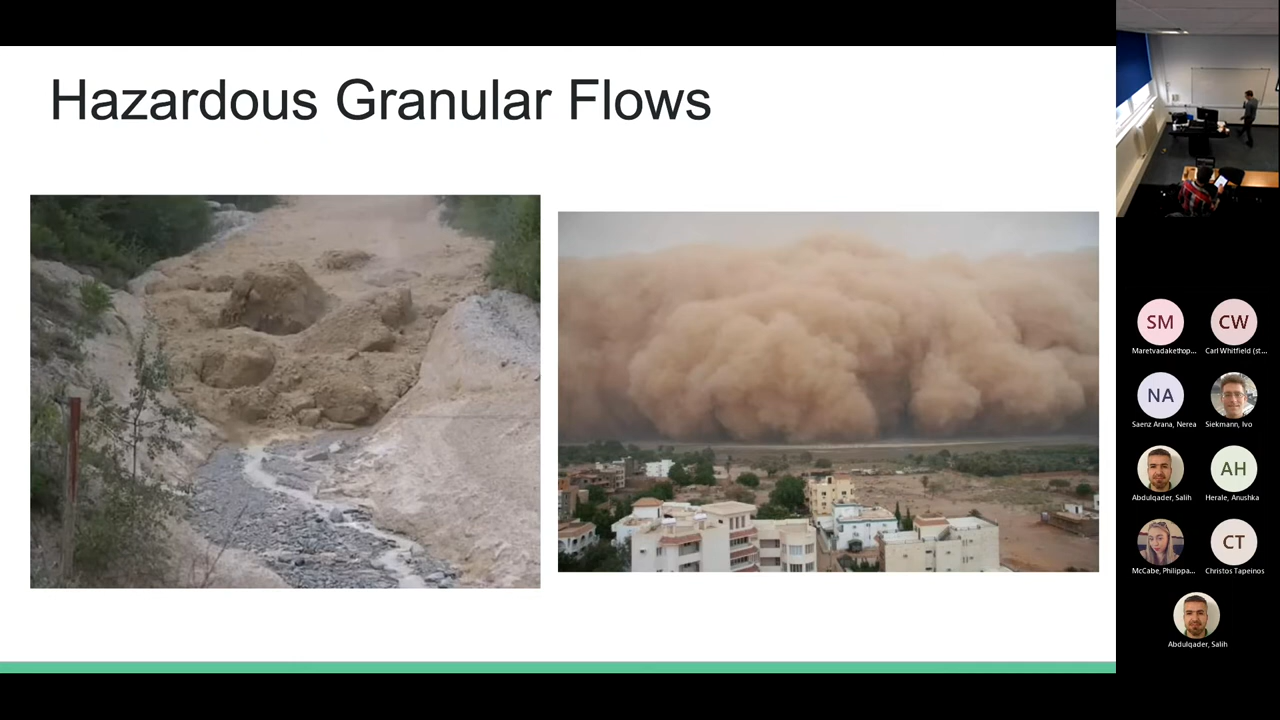 Hazardous Granular Flows
SM
CW
Maretvadakethop...
Carl Whitfield (st...
NA
Saenz Arana, Nerea
Siekmann, Ivo
AH
Abdulqader, Salih
Herale, Anushka
CT
McCabe, Philippa...
Christos Tapeinos
Abdulqader, Salih